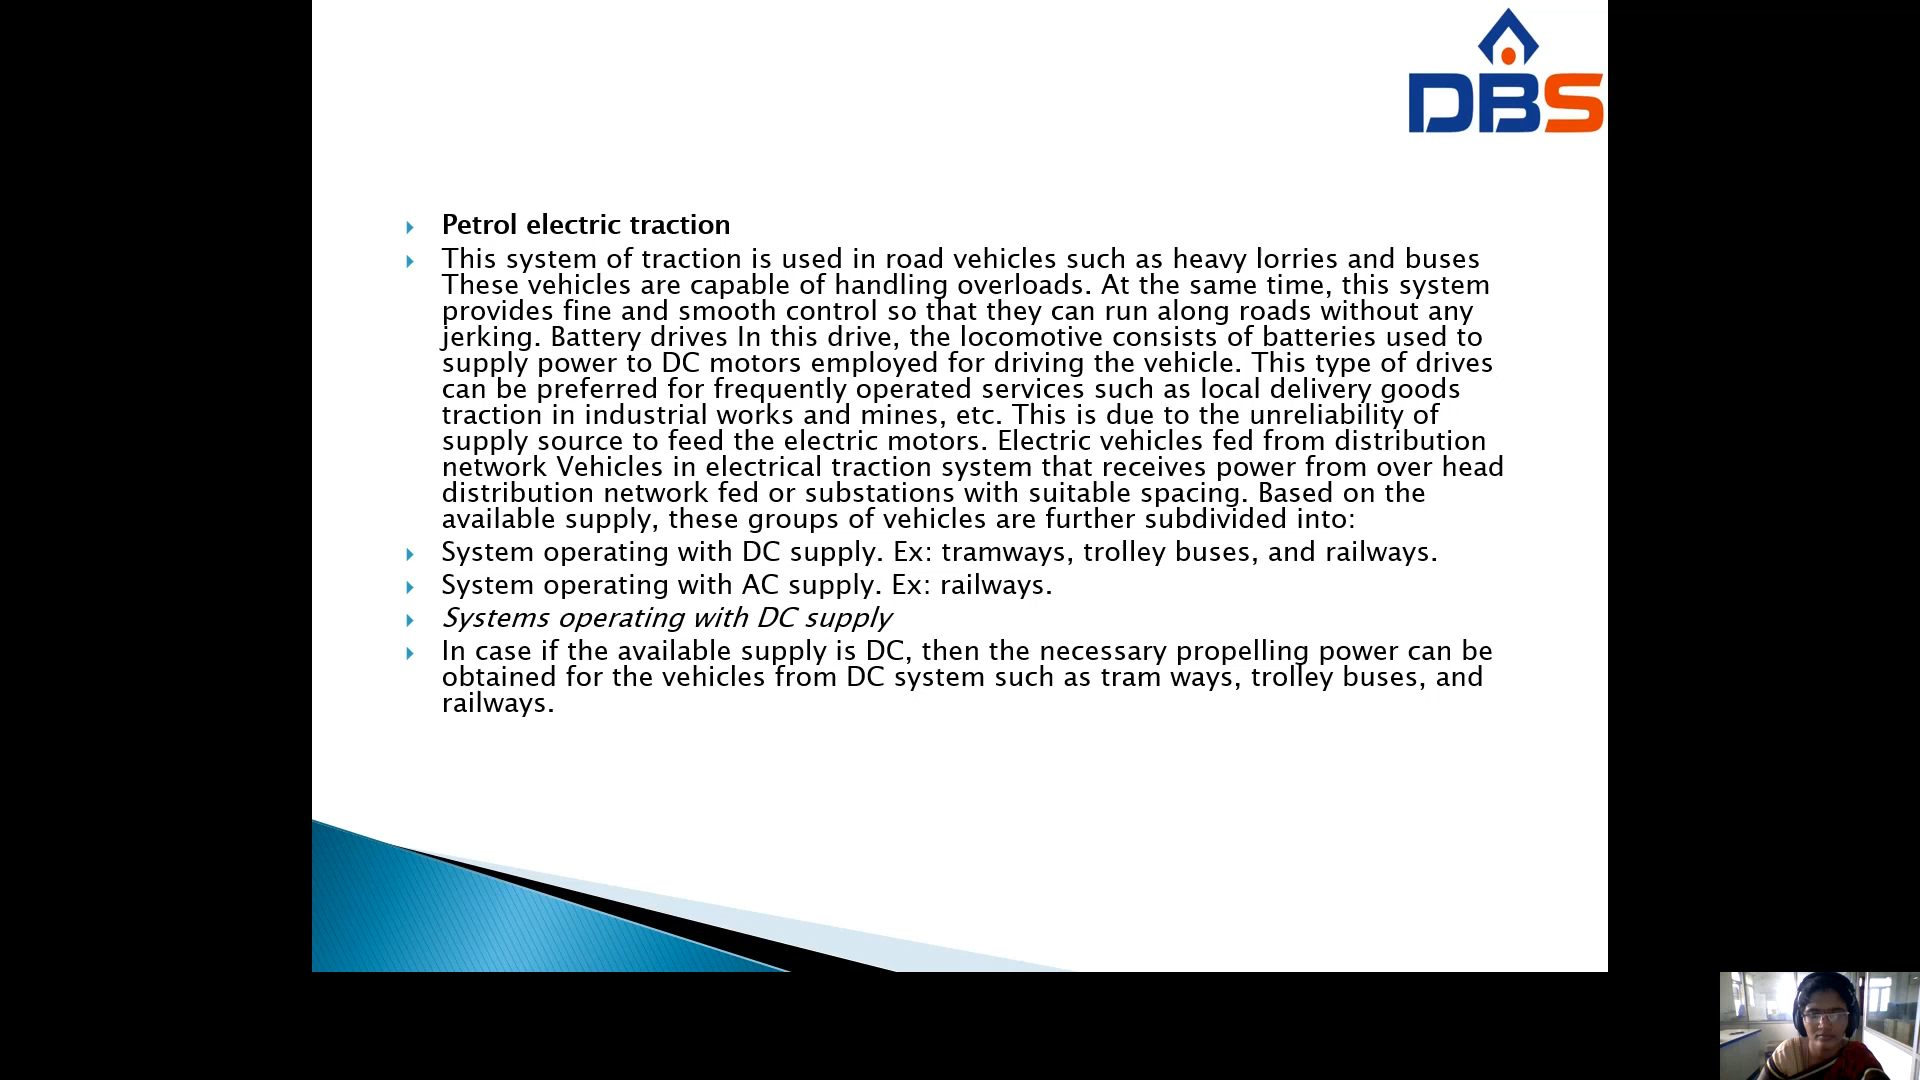 DBS
Petrol electric traction
This system of traction is used in road vehicles such as heavy lorries and buses
These vehicles are capable of handling overloads. At the same time, this system
provides fine and smooth control so that they can run along roads without any
jerking. Battery drives In this drive, the locomotive consists of batteries used to
supply power to DC motors employed for driving the vehicle. This type of drives
can be preferred for frequently operated services such as local delivery goods
traction in industrial works and mines, etc. This is due to the unreliability of
supply source to feed the electric motors. Electric vehicles fed from distribution
network Vehicles in electrical traction system that receives power from over head
distribution network fed or substations with suitable spacing. Based on the
available supply, these groups of vehicles are further subdivided into:
System operating with DC supply. Ex: tramways, trolley buses, and railways.
System operating with AC supply. Ex: railways.
Systems operating with DC supply
In case if the available supply is DC, then the necessary propelling power can be
obtained for the vehicles from DC system such as tram ways, trolley buses, and
railways.